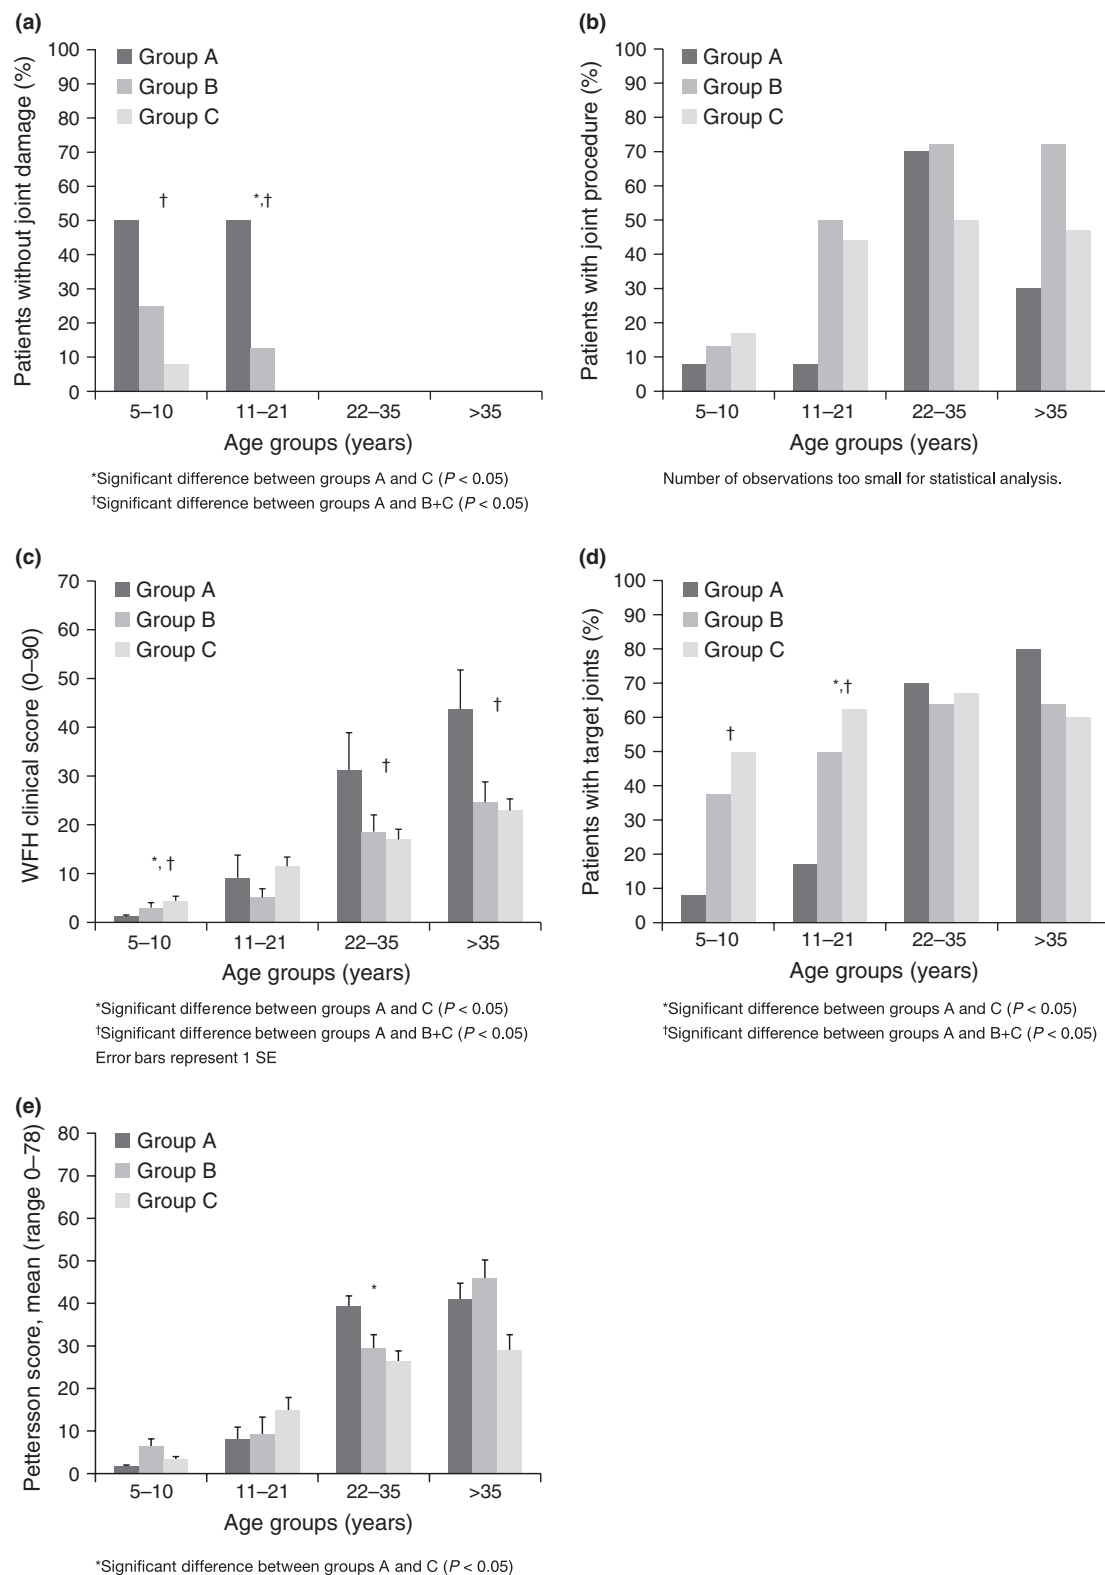 (a)
Patients without joint damage (%)
100
90
80
70
60
50
40
30
20
10
0
Group A
Group B
Group C
†
*,†
5–10
11–21
22–35
>35
Age groups (years)
*Significant difference between groups A and C (P < 0.05)
†Significant difference between groups A and B+C (P < 0.05)
(b)
Patients with joint procedure (%)
100
90
80
70
60
50
40
30
20
10
0
Group A
Group B
Group C
5–10
11–21
22–35
>35
Age groups (years)
Number of observations too small for statistical analysis.
(c)
WFH clinical score (0–90)
70
60
50
40
30
20
10
0
Group A
Group B
Group C
*, †
†
†
5–10
11–21
22–35
>35
Age groups (years)
*Significant difference between groups A and C (P < 0.05)
†Significant difference between groups A and B+C (P < 0.05)
Error bars represent 1 SE
(d)
Patients with target joints (%)
100
90
80
70
60
50
40
30
20
10
0
Group A
Group B
Group C
†
*,†
5–10
11–21
22–35
>35
Age groups (years)
*Significant difference between groups A and C (P < 0.05)
†Significant difference between groups A and B+C (P < 0.05)
(e)
Pettersson score, mean (range 0–78)
80
70
60
50
40
30
20
10
0
Group A
Group B
Group C
*
5–10
11–21
22–35
>35
Age groups (years)
*Significant difference between groups A and C (P < 0.05)